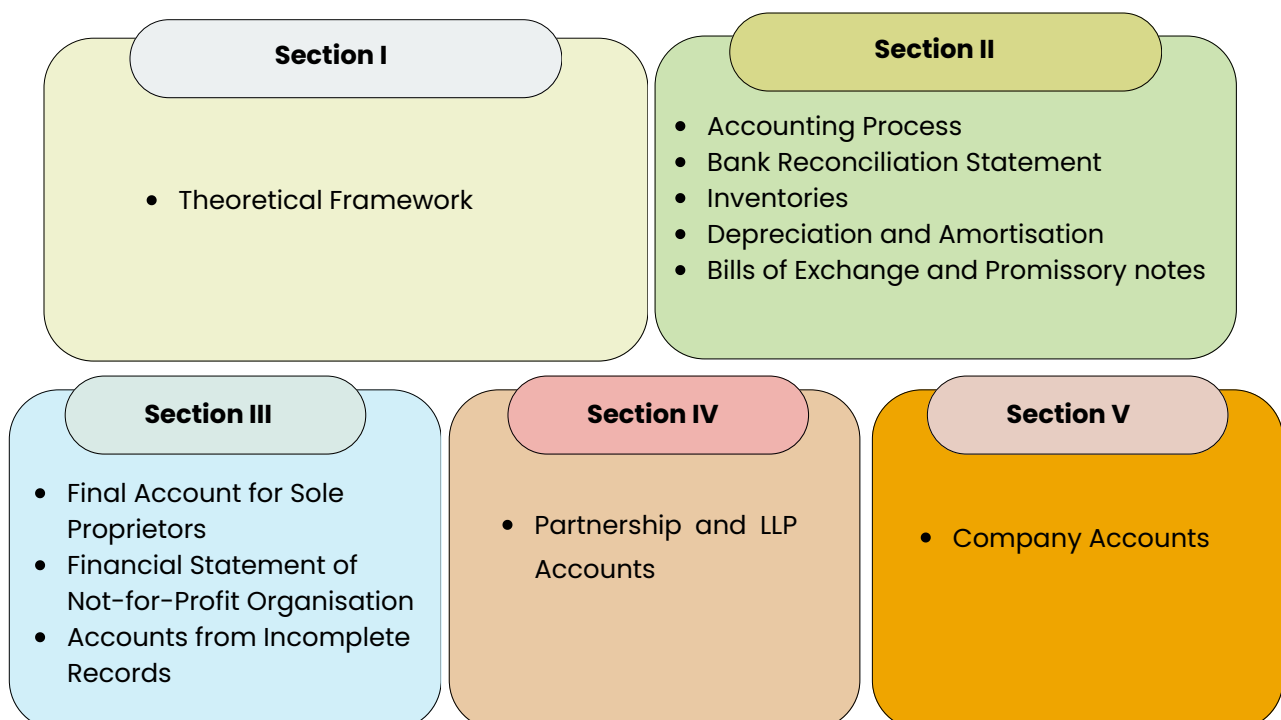 Section I
• Theoretical Framework
Section II
• Accounting Process
• Bank Reconciliation Statement
• Inventories
• Depreciation and Amortisation
• Bills of Exchange and Promissory notes
Section III
• Final Account for Sole
Proprietors
• Financial Statement of
Not-for-Profit Organisation
• Accounts from Incomplete
Records
Section IV
• Partnership and LLP
Accounts
Section V
• Company Accounts